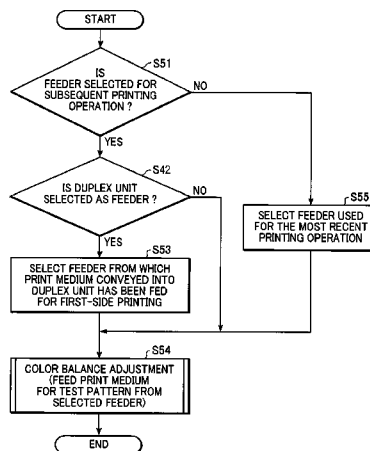 START
S51
IS
FEEDER SELECTED FOR
SUBSEQUENT PRINTING
OPERATION ?
NO
YES
S42
IS DUPLEX UNIT
SELECTED AS FEEDER ?
NO
YES
S55
SELECT FEEDER USED
FOR THE MOST RECENT
PRINTING OPERATION
S53
SELECT FEEDER FROM WHICH
PRINT MEDIUM CONVEYED INTO
DUPLEX UNIT HAS BEEN FED
FOR FIRST-SIDE PRINTING
S54
COLOR BALANCE ADJUSTMENT
(FEED PRINT MEDIUM
FOR TEST PATTERN FROM
SELECTED FEEDER)
END